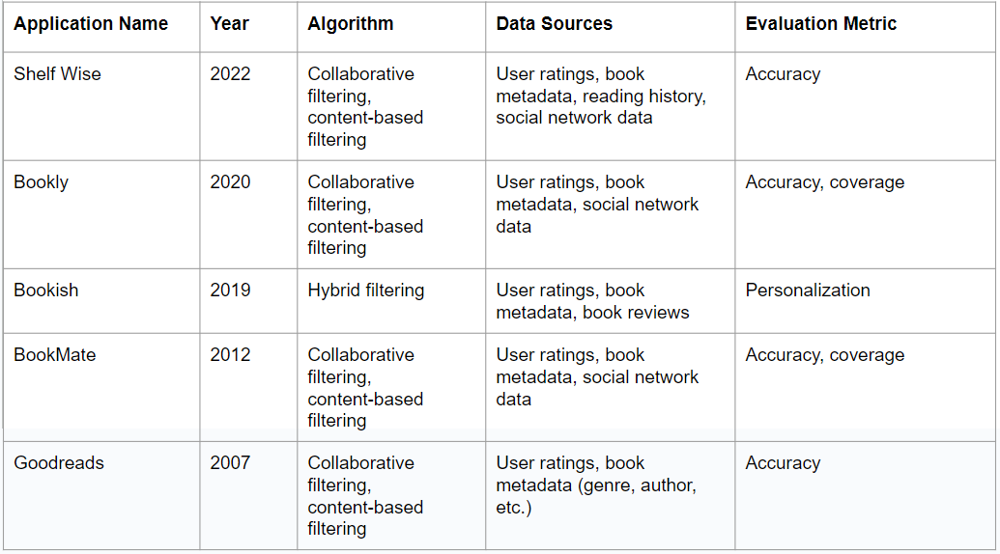 Application Name Year Algorithm Data Sources Evaluation Metric
Shelf Wise 2022 Collaborative User ratings, book Accuracy
filtering, metadata, reading history,
content-based social network data
filtering
Bookly 2020 Collaborative User ratings, book Accuracy, coverage
filtering, metadata, social network
content-based data
filtering
Bookish 2019 Hybrid filtering User ratings, book Personalization
metadata, book reviews
BookMate 2012 Collaborative User ratings, book Accuracy, coverage
filtering, metadata, social network
content-based data
filtering
Goodreads 2007 Collaborative User ratings, book Accuracy
filtering, metadata (genre, author,
content-based etc.)
filtering